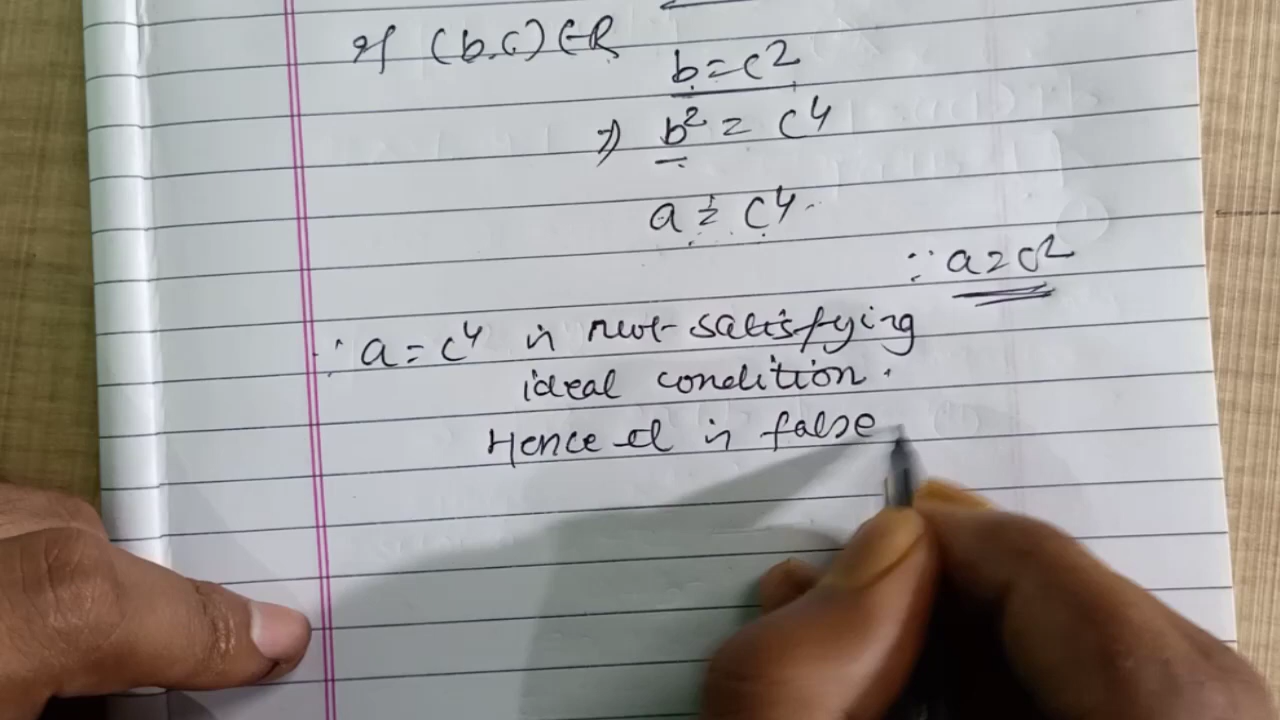 If (b,c) ∈ R
b = c²
⇒ b² = c⁴
a = c⁴.
∵ a = c²
∴ a = c⁴ is not satisfying
ideal condition.
Hence it is false